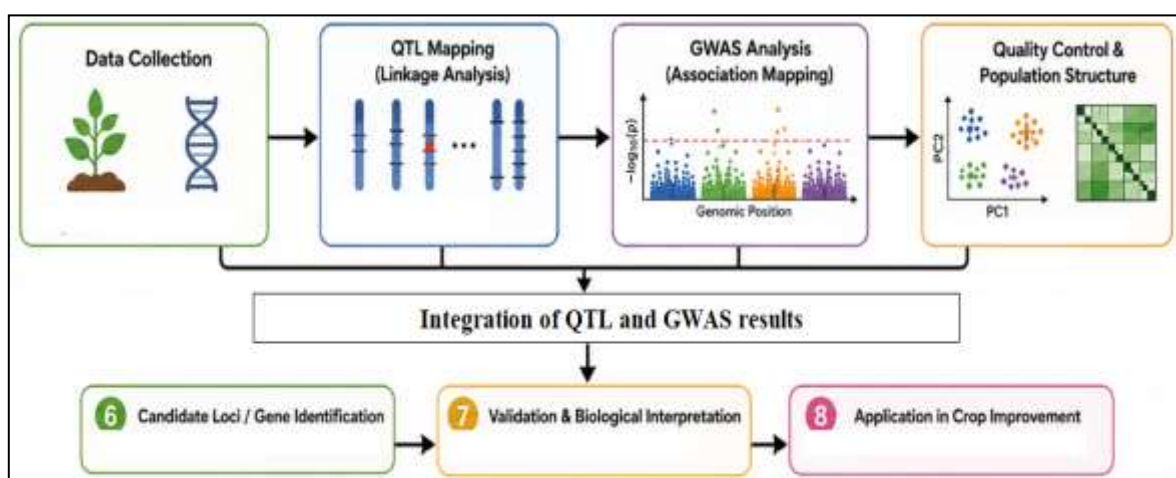 Data Collection
QTL Mapping
(Linkage Analysis)
GWAS Analysis
(Association Mapping)
−log₁₀(p)
Genomic Position
Quality Control &
Population Structure
PC2
PC1
Integration of QTL and GWAS results
6 Candidate Loci / Gene Identification
7 Validation & Biological Interpretation
8 Application in Crop Improvement